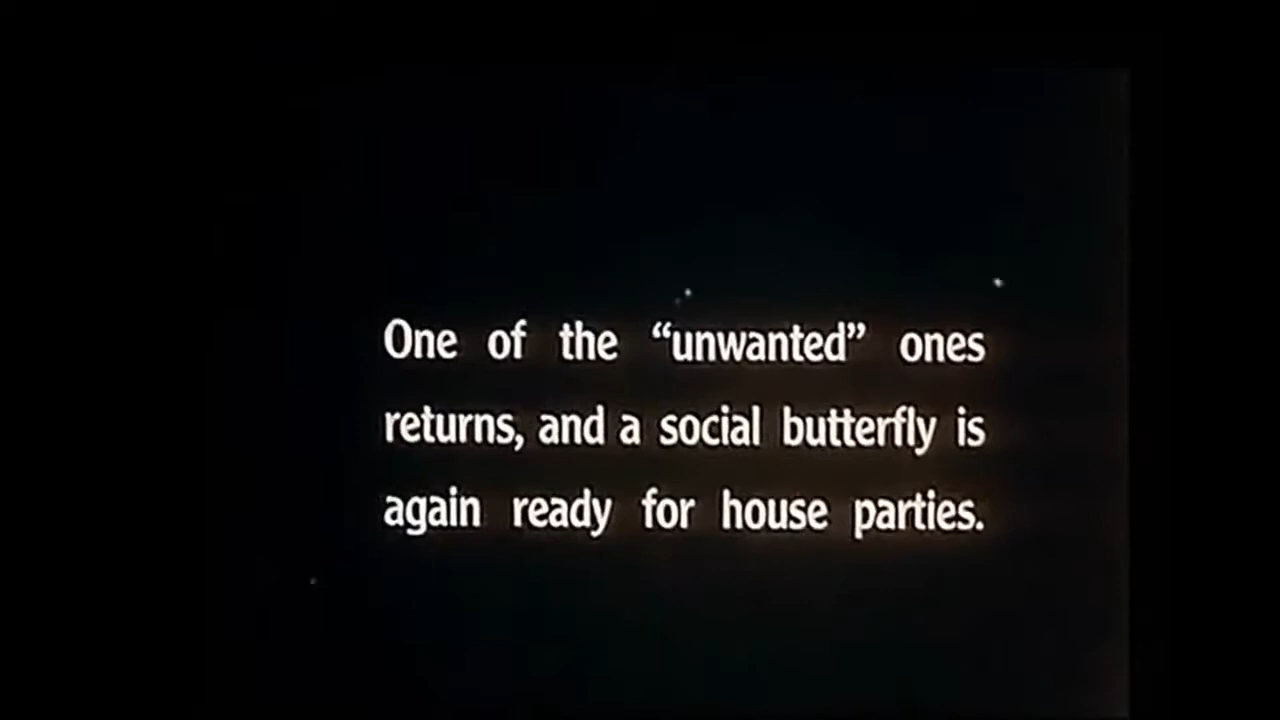 One of the “unwanted” ones
returns, and a social butterfly is
again ready for house parties.